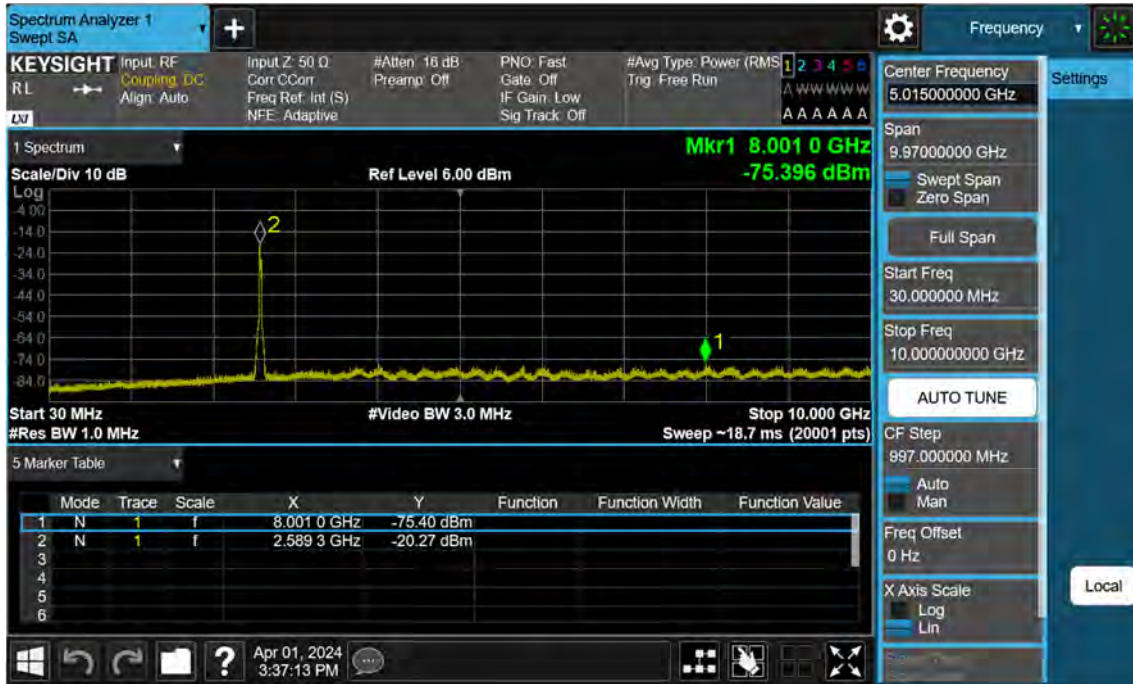 Spectrum Analyzer 1
Swept SA
+
Frequency
KEYSIGHT
RL
LXI
Input: RF
Coupling: DC
Align: Auto
Input Z: 50 Ω
Corr CCorr
Freq Ref: Int (S)
NFE: Adaptive
#Atten: 16 dB
Preamp: Off
PNO: Fast
Gate: Off
IF Gain: Low
Sig Track: Off
#Avg Type: Power (RMS
Trig: Free Run
1 2 3 4 5 6
A W W W W W
A A A A A A
Center Frequency
5.015000000 GHz
Settings
Span
9.97000000 GHz
Swept Span
Zero Span
Full Span
Start Freq
30.000000 MHz
Stop Freq
10.000000000 GHz
AUTO TUNE
CF Step
997.000000 MHz
Auto
Man
Freq Offset
0 Hz
X Axis Scale
Log
Lin
Local
1 Spectrum
Mkr1 8.001 0 GHz
-75.396 dBm
Scale/Div 10 dB
Ref Level 6.00 dBm
Log
-4.00
-14.0
-24.0
-34.0
-44.0
-54.0
-64.0
-74.0
-84.0
2
1
Start 30 MHz
#Video BW 3.0 MHz
Stop 10.000 GHz
#Res BW 1.0 MHz
Sweep ~18.7 ms (20001 pts)
5 Marker Table
Mode Trace Scale X Y Function Function Width Function Value
1 N 1 f 8.001 0 GHz -75.40 dBm
2 N 1 f 2.589 3 GHz -20.27 dBm
3
4
5
6
?
Apr 01, 2024
3:37:13 PM